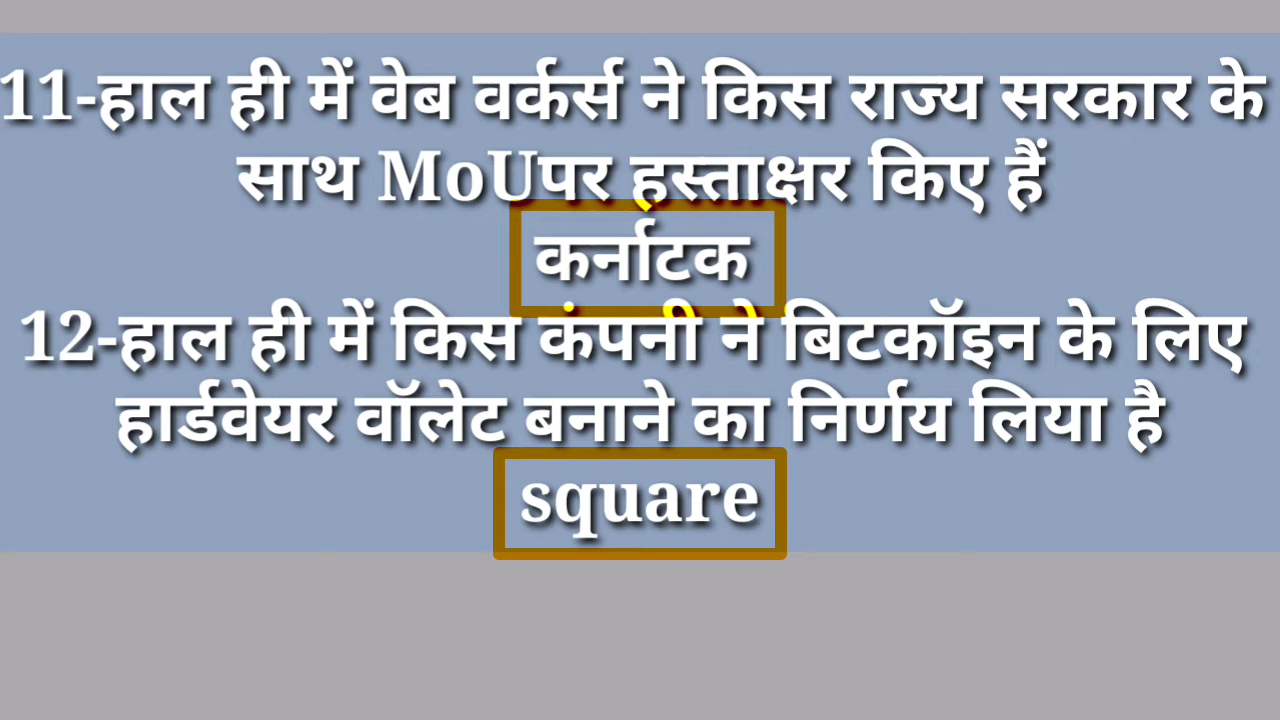 11-हाल ही में वेब वर्कर्स ने किस राज्य सरकार के
साथ MoUपर हस्ताक्षर किए हैं
कर्नाटक
12-हाल ही में किस कंपनी ने बिटकॉइन के लिए
हार्डवेयर वॉलेट बनाने का निर्णय लिया है
square